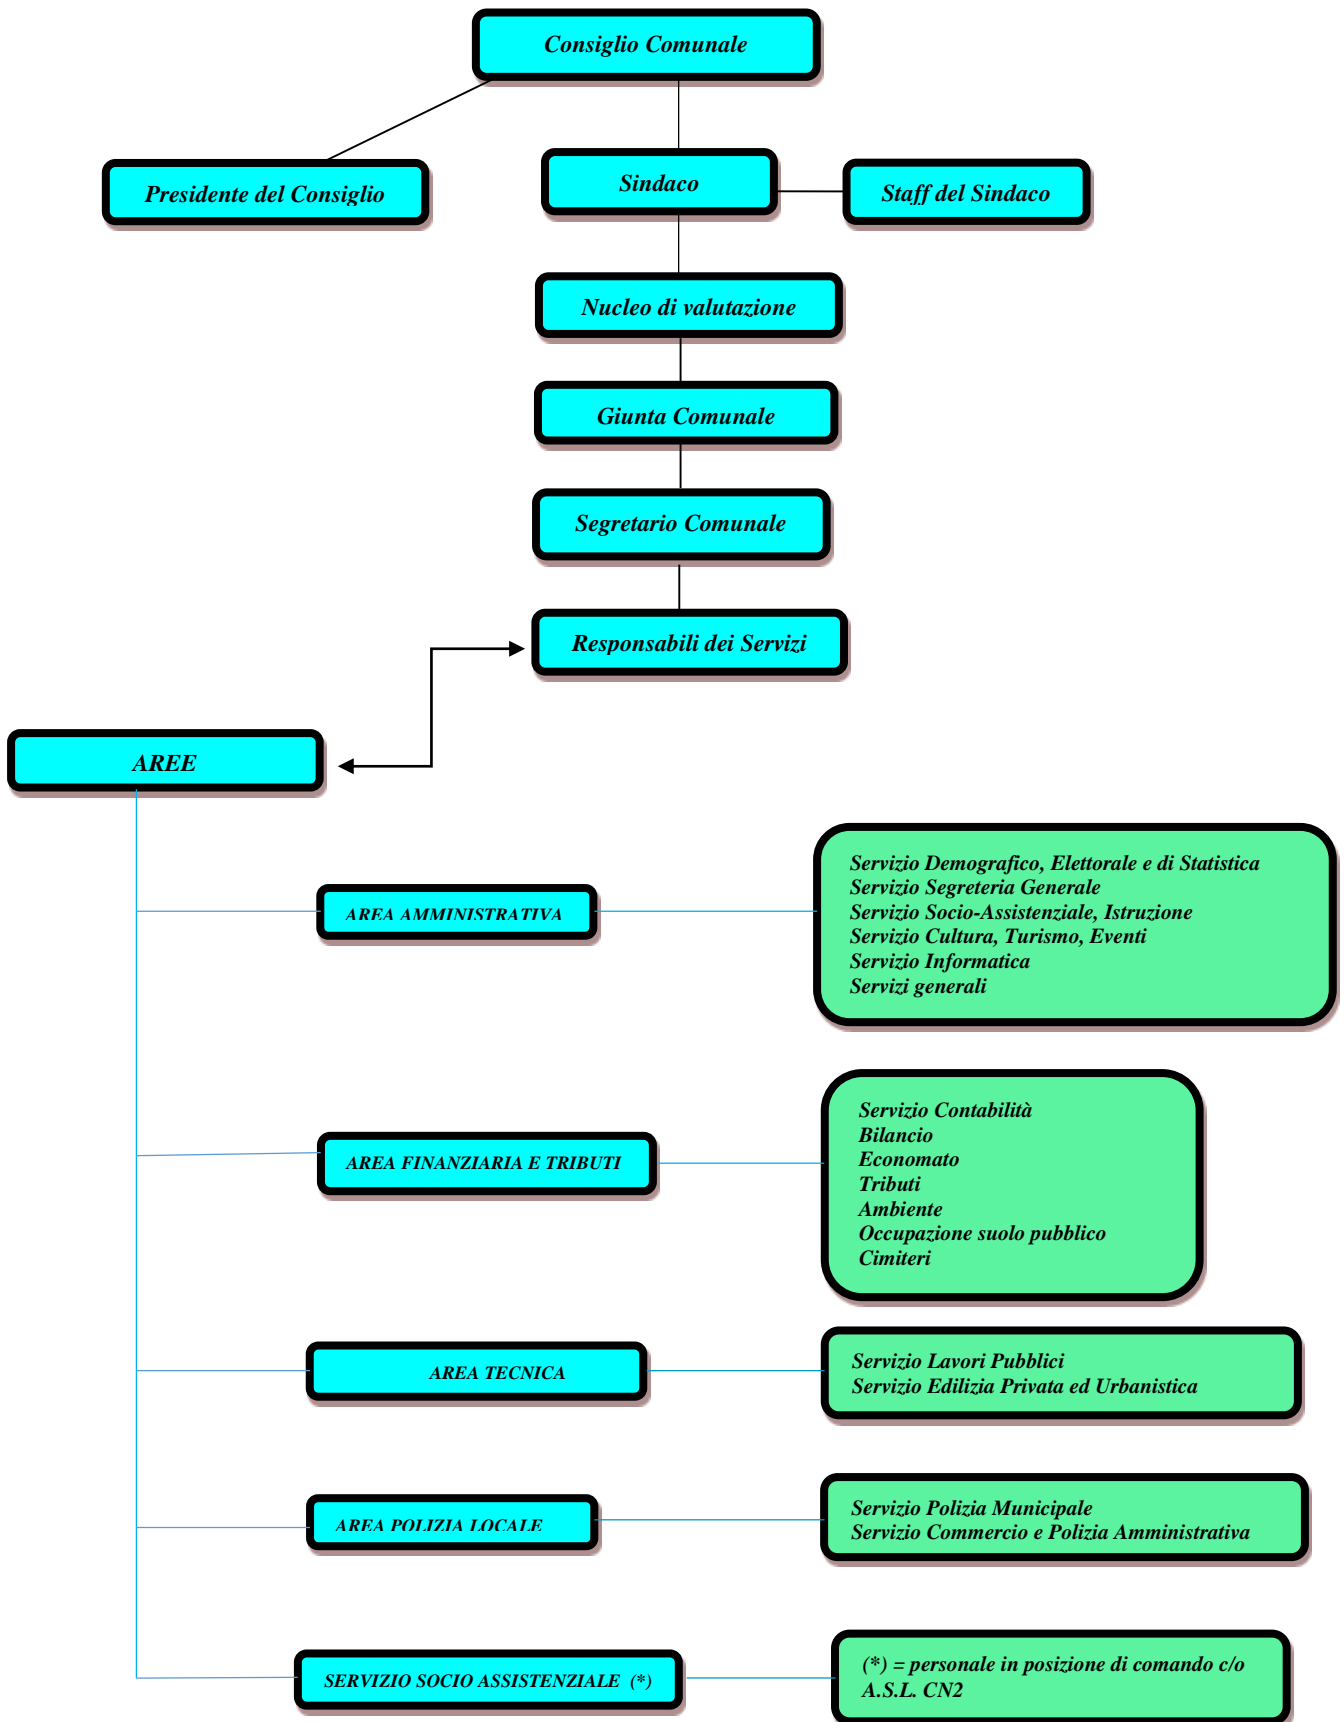 Consiglio Comunale
Presidente del Consiglio
Sindaco
Staff del Sindaco
Nucleo di valutazione
Giunta Comunale
Segretario Comunale
Responsabili dei Servizi
AREE
AREA AMMINISTRATIVA
Servizio Demografico, Elettorale e di Statistica
Servizio Segreteria Generale
Servizio Socio-Assistenziale, Istruzione
Servizio Cultura, Turismo, Eventi
Servizio Informatica
Servizi generali
AREA FINANZIARIA E TRIBUTI
Servizio Contabilità
Bilancio
Economato
Tributi
Ambiente
Occupazione suolo pubblico
Cimiteri
AREA TECNICA
Servizio Lavori Pubblici
Servizio Edilizia Privata ed Urbanistica
AREA POLIZIA LOCALE
Servizio Polizia Municipale
Servizio Commercio e Polizia Amministrativa
SERVIZIO SOCIO ASSISTENZIALE (*)
(*) = personale in posizione di comando c/o
A.S.L. CN2